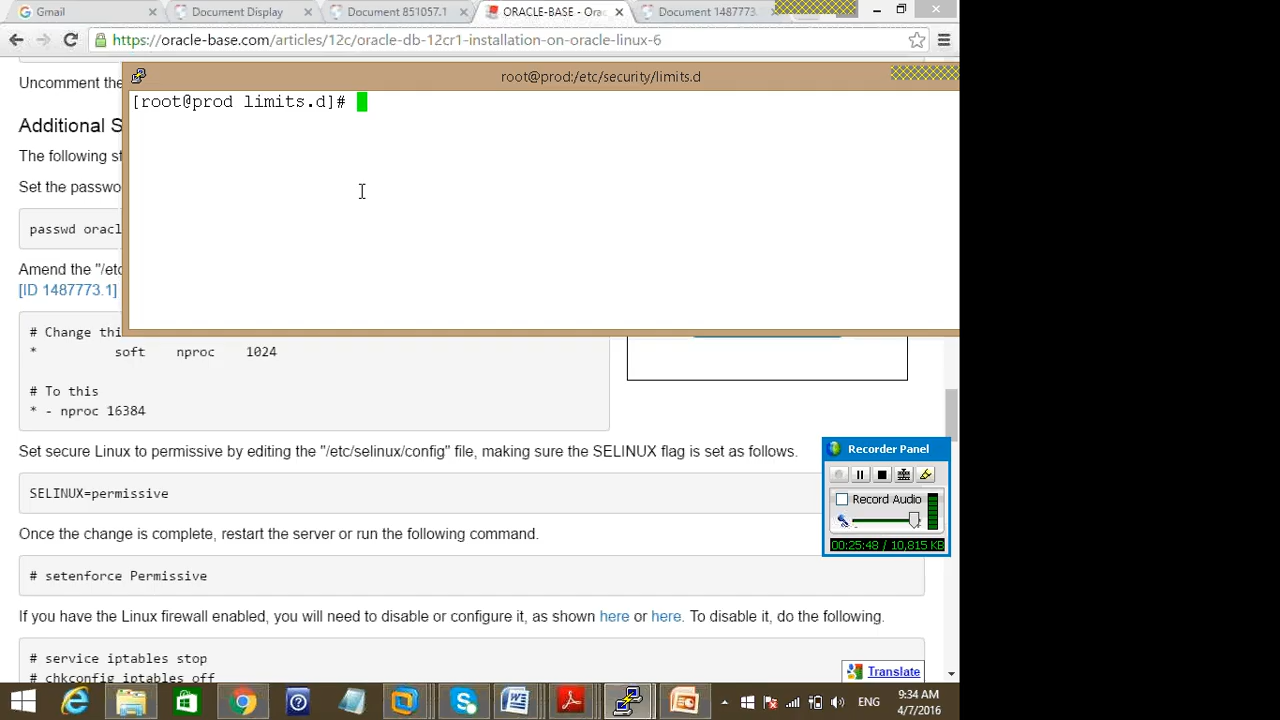 Gmail
Document Display
Document 851057.1
ORACLE-BASE - Orac
Document 1487773.
https://oracle-base.com/articles/12c/oracle-db-12cr1-installation-on-oracle-linux-6
Uncomment the
root@prod:/etc/security/limits.d
[root@prod limits.d]#
Additional S
The following st
Set the passwo
passwd oracl
Amend the "/etc
[ID 1487773.1]
# Change thi
* soft nproc 1024
# To this
* - nproc 16384
Set secure Linux to permissive by editing the "/etc/selinux/config" file, making sure the SELINUX flag is set as follows.
SELINUX=permissive
Once the change is complete, restart the server or run the following command.
# setenforce Permissive
If you have the Linux firewall enabled, you will need to disable or configure it, as shown here or here. To disable it, do the following.
# service iptables stop
# chkconfig iptables off
Recorder Panel
Record Audio
00:25:48 / 10,815 KB
Translate
ENG
9:34 AM
4/7/2016